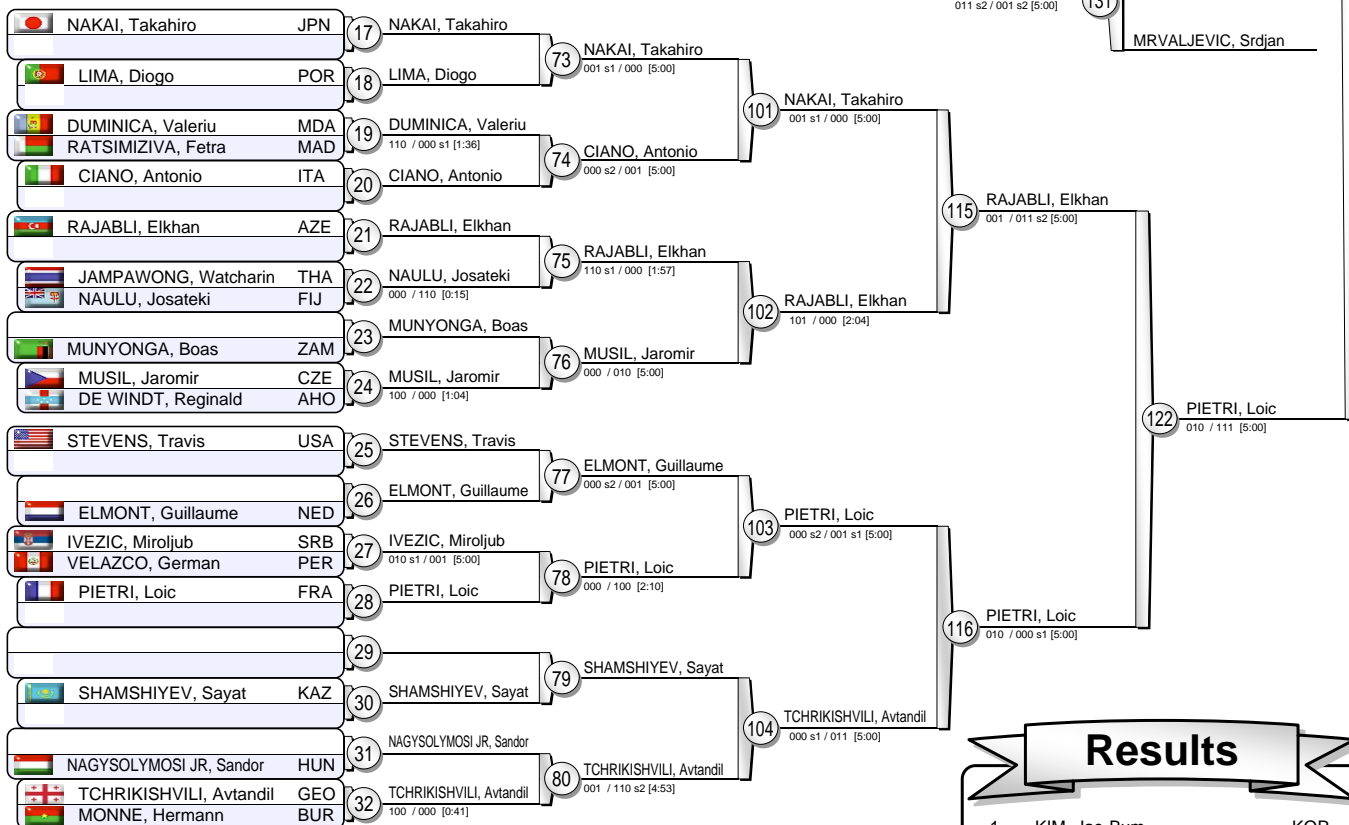 011 s2 / 001 s2 [5:00]
131
MRVALJEVIC, Srdjan
NAKAI, Takahiro JPN
17
NAKAI, Takahiro
LIMA, Diogo POR
18
LIMA, Diogo
73
NAKAI, Takahiro
001 s1 / 000 [5:00]
DUMINICA, Valeriu MDA
RATSIMIZIVA, Fetra MAD
19
DUMINICA, Valeriu
110 / 000 s1 [1:36]
CIANO, Antonio ITA
20
CIANO, Antonio
74
CIANO, Antonio
000 s2 / 001 [5:00]
101
NAKAI, Takahiro
001 s1 / 000 [5:00]
RAJABLI, Elkhan AZE
21
RAJABLI, Elkhan
JAMPAWONG, Watcharin THA
NAULU, Josateki FIJ
22
NAULU, Josateki
000 / 110 [0:15]
75
RAJABLI, Elkhan
110 s1 / 000 [1:57]
23
MUNYONGA, Boas
MUNYONGA, Boas ZAM
MUSIL, Jaromir CZE
DE WINDT, Reginald AHO
24
MUSIL, Jaromir
100 / 000 [1:04]
76
MUSIL, Jaromir
000 / 010 [5:00]
102
RAJABLI, Elkhan
101 / 000 [2:04]
115
RAJABLI, Elkhan
001 / 011 s2 [5:00]
STEVENS, Travis USA
25
STEVENS, Travis
ELMONT, Guillaume NED
26
ELMONT, Guillaume
77
ELMONT, Guillaume
000 s2 / 001 [5:00]
IVEZIC, Miroljub SRB
VELAZCO, German PER
27
IVEZIC, Miroljub
010 s1 / 001 [5:00]
PIETRI, Loic FRA
28
PIETRI, Loic
78
PIETRI, Loic
000 / 100 [2:10]
103
PIETRI, Loic
000 s2 / 001 s1 [5:00]
29
SHAMSHIYEV, Sayat KAZ
30
SHAMSHIYEV, Sayat
79
SHAMSHIYEV, Sayat
31
NAGYSOLYMOSI JR, Sandor
NAGYSOLYMOSI JR, Sandor HUN
TCHRIKISHVILI, Avtandil GEO
MONNE, Hermann BUR
32
TCHRIKISHVILI, Avtandil
100 / 000 [0:41]
80
TCHRIKISHVILI, Avtandil
001 / 110 s2 [4:53]
104
TCHRIKISHVILI, Avtandil
000 s1 / 011 [5:00]
116
PIETRI, Loic
010 / 000 s1 [5:00]
122
PIETRI, Loic
010 / 111 [5:00]
Results
1 KIM, Jae-Bum KOR